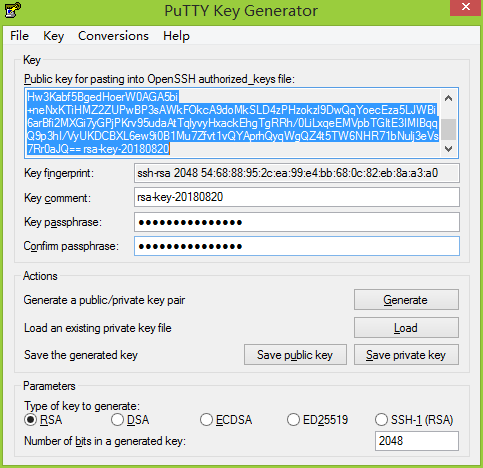 PuTTY Key Generator
File Key Conversions Help
Key
Public key for pasting into OpenSSH authorized_keys file:
+neNxKTiHMZ2ZUPwBP3sAWkFOkcA9doMkSLD4zPHzokzl9DwQqYoecEza5LJWBi
7Rr0aJQ== rsa-key-20180820
Key fingerprint: ssh-rsa 2048 54:68:88:95:2c:ea:99:e4:bb:68:0c:82:eb:8a:a3:a0
Key comment: rsa-key-20180820
Key passphrase: ●●●●●●●●●●●●●●●
Confirm passphrase: ●●●●●●●●●●●●●●●
Actions
Generate a public/private key pair Generate
Load an existing private key file Load
Save the generated key Save public key Save private key
Parameters
Type of key to generate:
RSA DSA ECDSA ED25519 SSH-1 (RSA)
Number of bits in a generated key: 2048